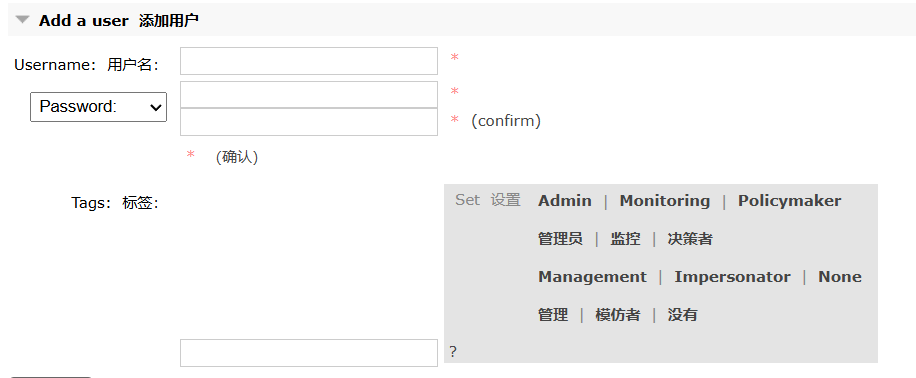 Add a user 添加用户
Username: 用户名: *
Password: *
* (confirm)
* (确认)
Tags: 标签: Set 设置 Admin | Monitoring | Policymaker
管理员 | 监控 | 决策者
Management | Impersonator | None
管理 | 模仿者 | 没有
?